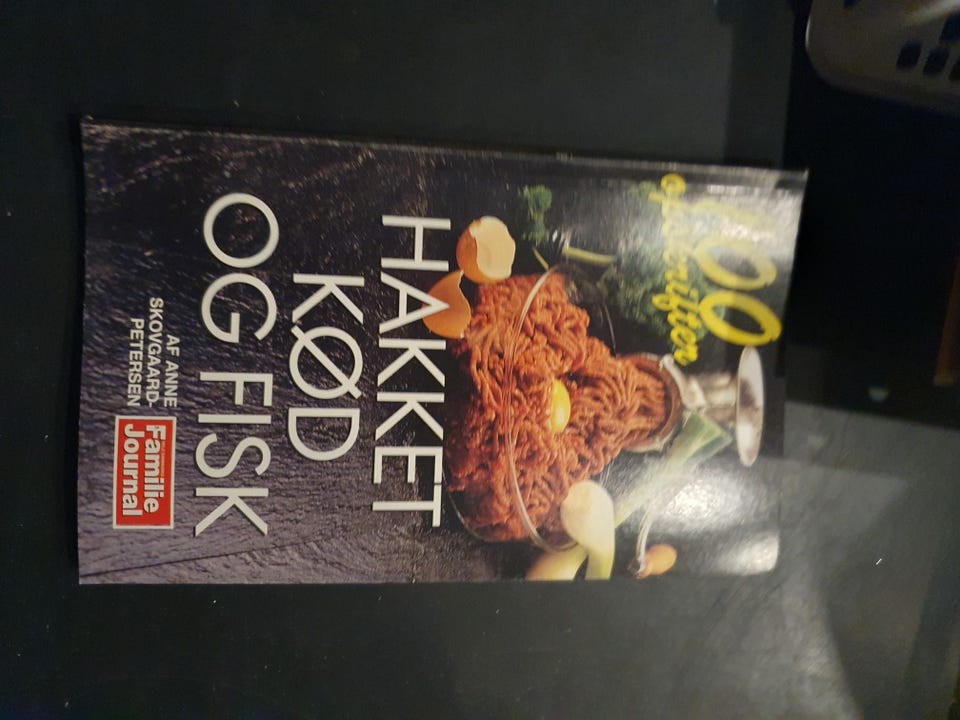 100
opskrifter
HAKKET
KØD
OG FISK
AF ANNE
SKOVGAARD-
PETERSEN
Familie
Journal